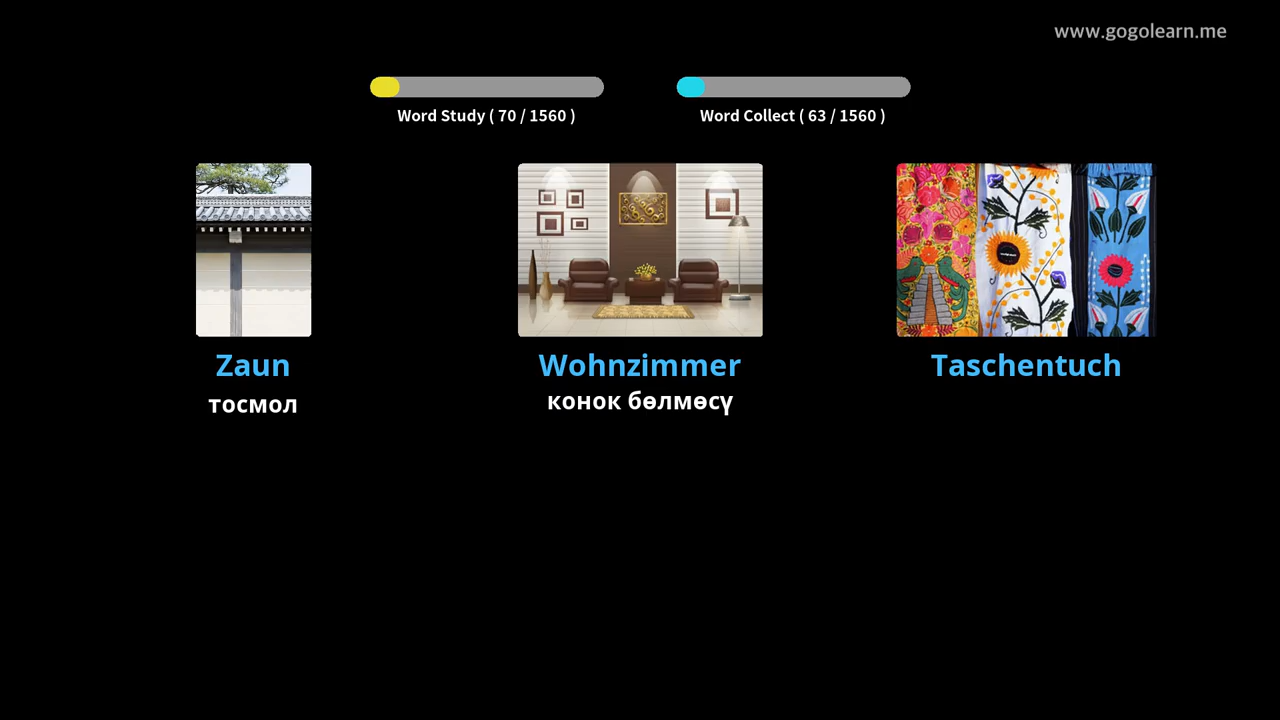 www.gogolearn.me
Word Study ( 70 / 1560 )
Word Collect ( 63 / 1560 )
Zaun
тосмол
Wohnzimmer
конок бөлмөсү
Taschentuch